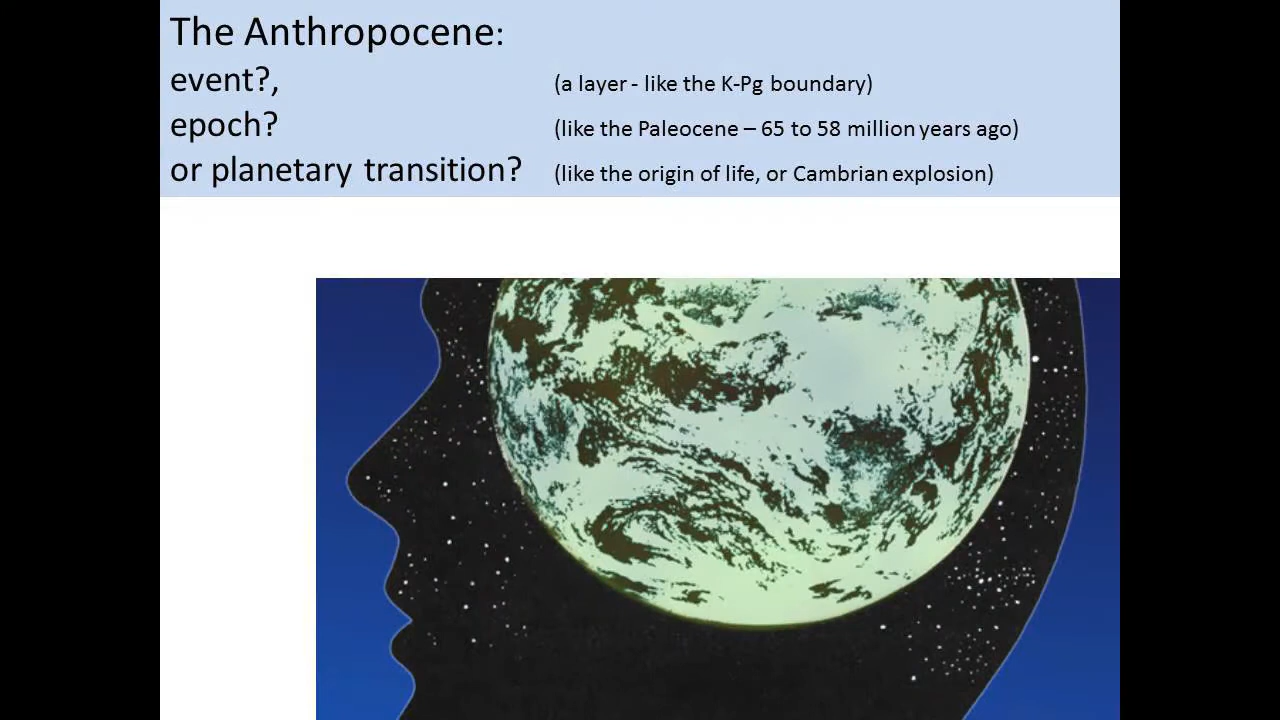 The Anthropocene:
event?, (a layer - like the K-Pg boundary)
epoch? (like the Paleocene – 65 to 58 million years ago)
or planetary transition? (like the origin of life, or Cambrian explosion)